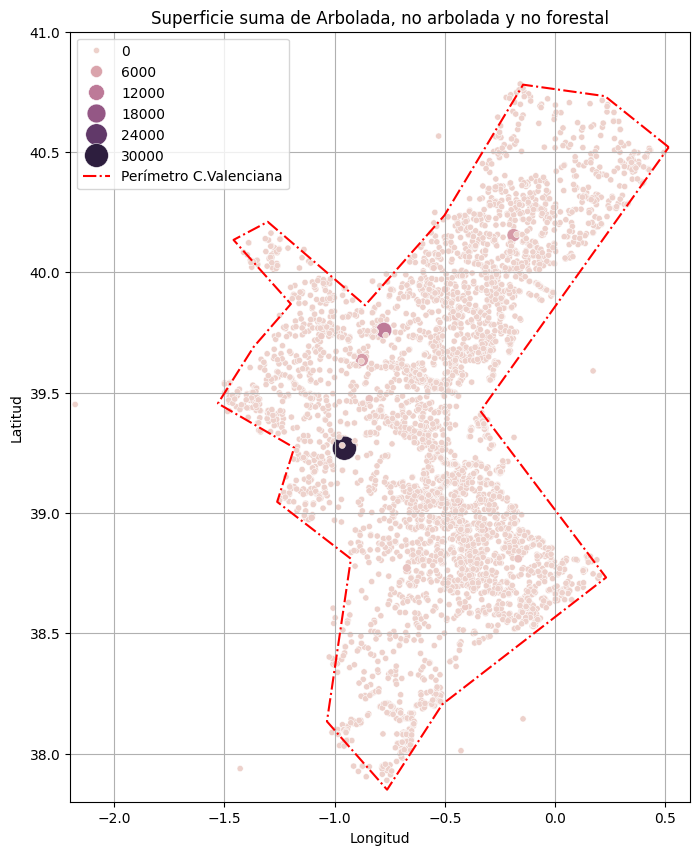 Superficie suma de Arbolada, no arbolada y no forestal
0
6000
12000
18000
24000
30000
Perímetro C.Valenciana
41.0
40.5
40.0
39.5
39.0
38.5
38.0
Latitud
−2.0 −1.5 −1.0 −0.5 0.0 0.5
Longitud